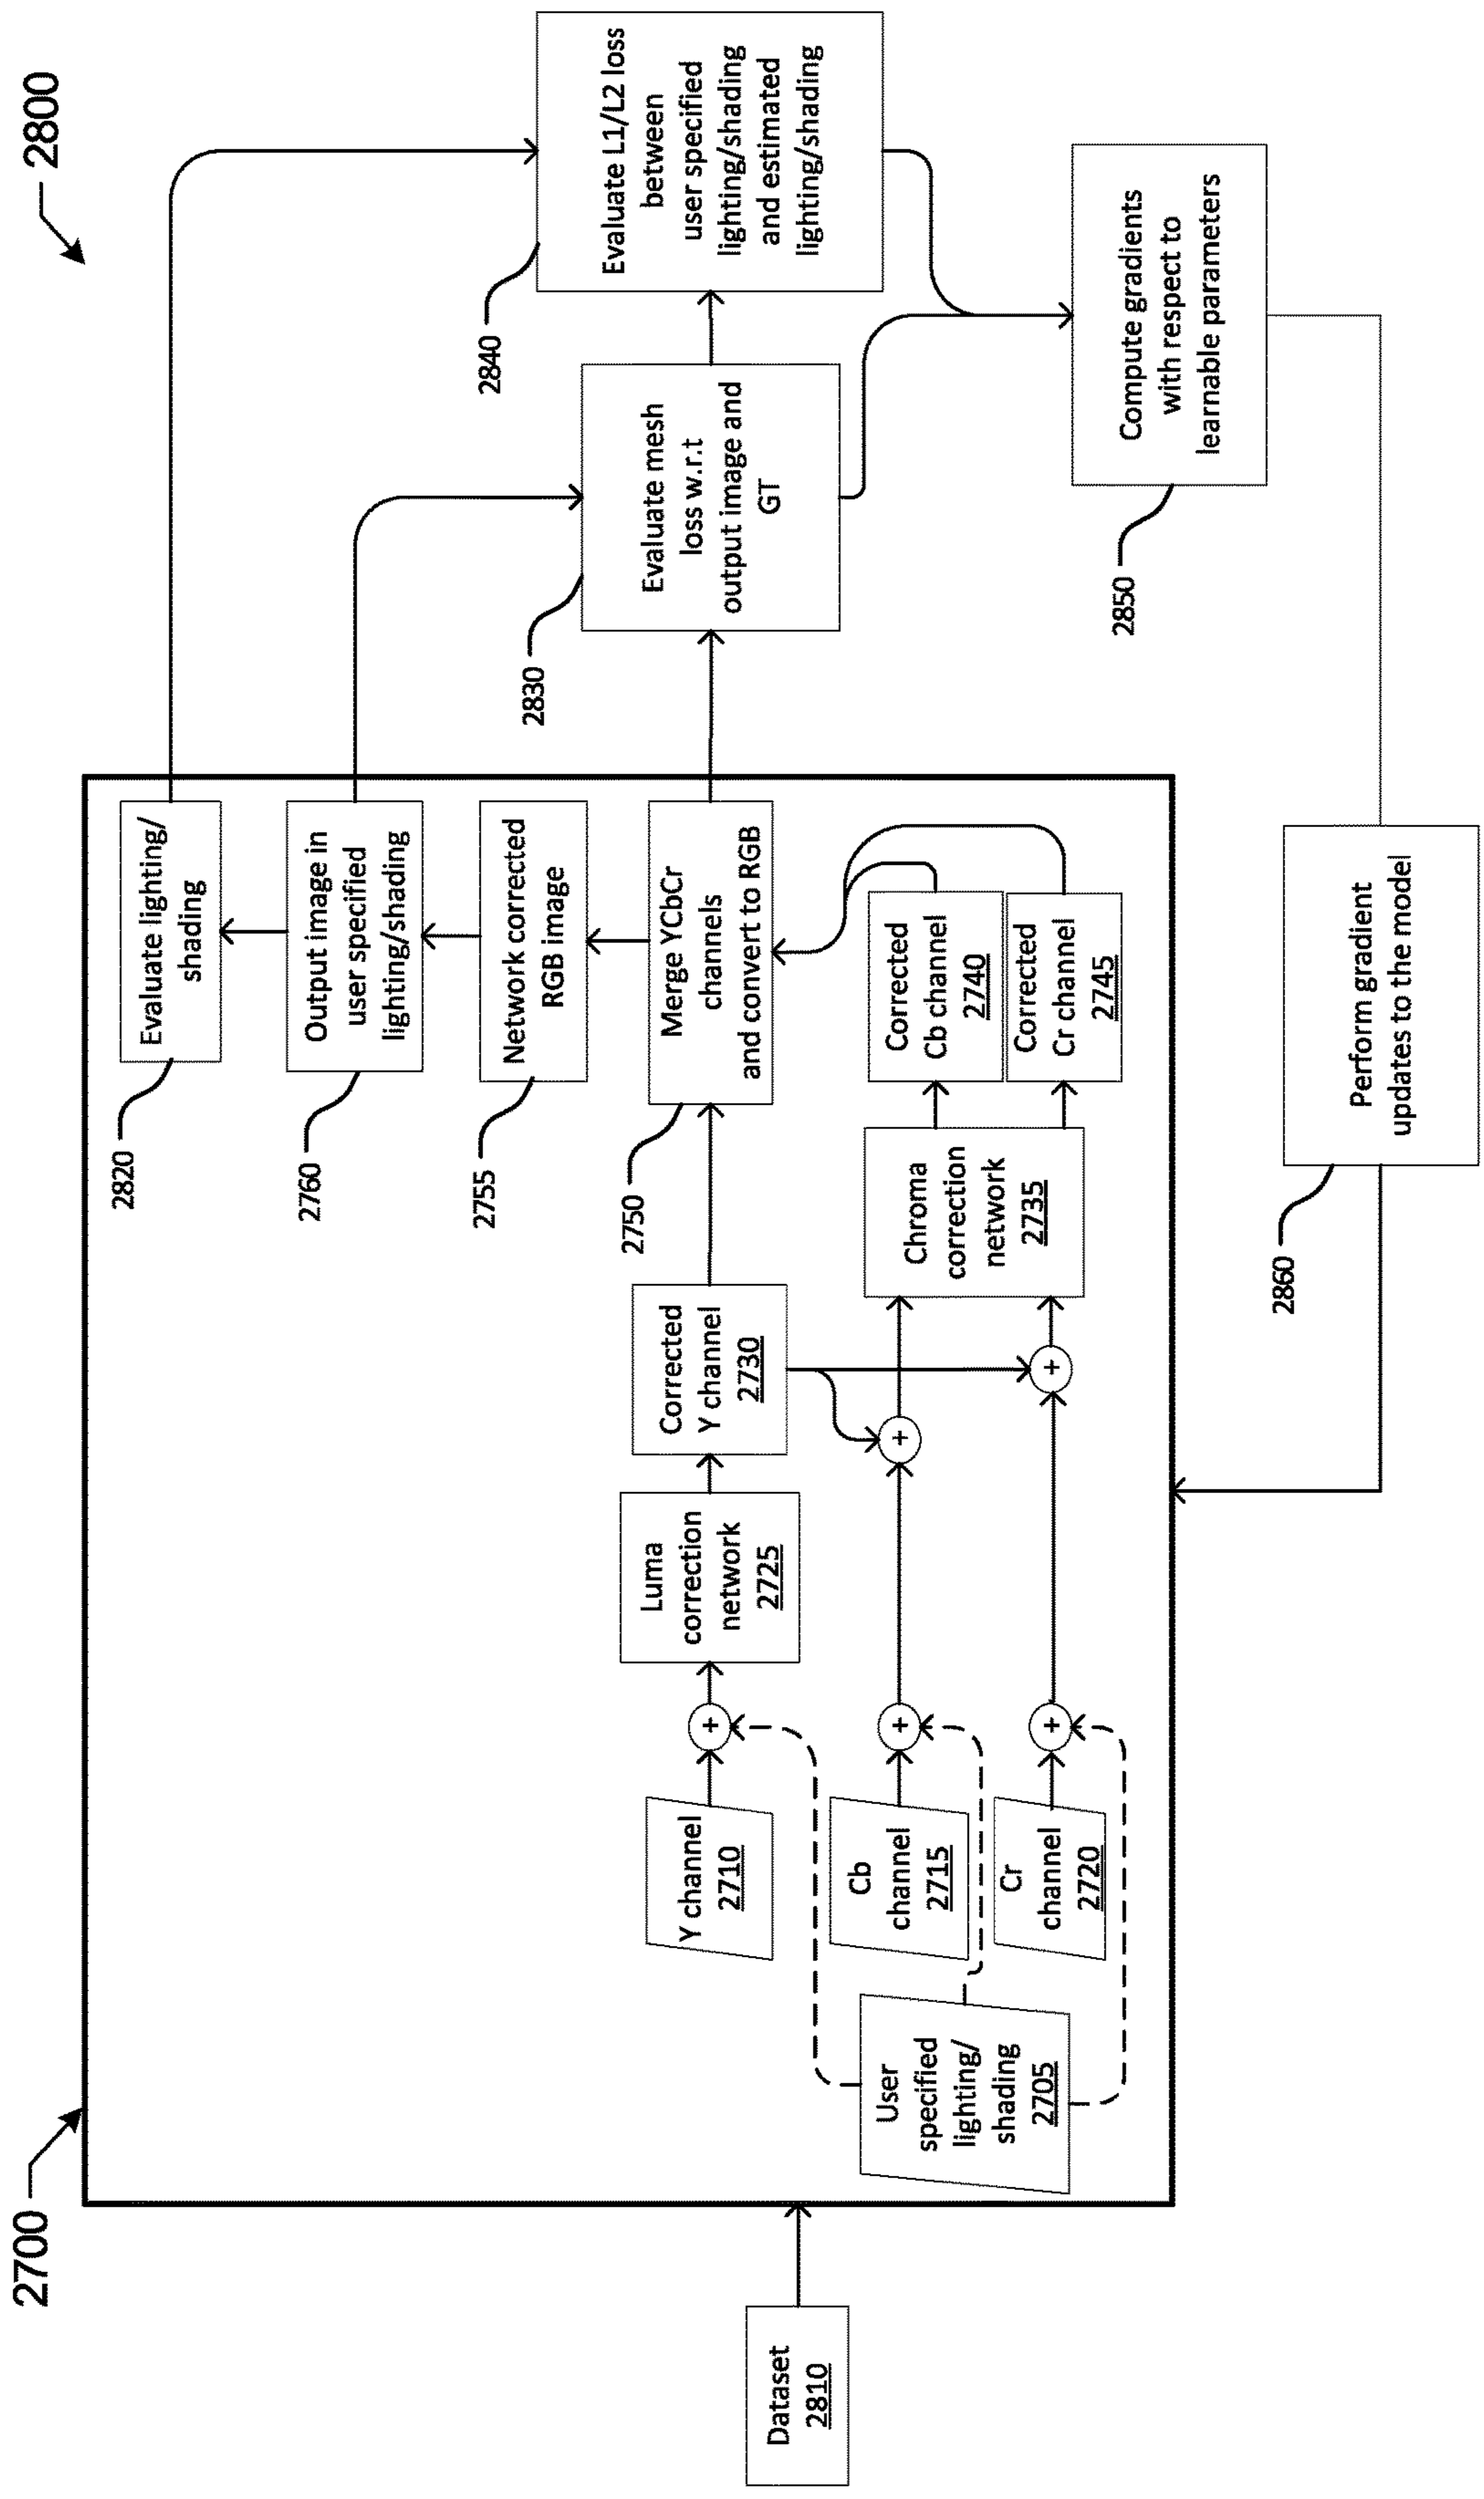 2700
2800
Dataset
2810
User
specified
lighting/
shading
2705
Y channel
2710
Cb
channel
2715
Cr
channel
2720
+
+
+
Luma
correction
network
2725
Corrected
Y channel
2730
+
+
Chroma
correction
network
2735
Corrected
Cb channel
2740
Corrected
Cr channel
2745
2750
Merge YCbCr
channels
and convert to RGB
2755
Network corrected
RGB image
2760
Output image in
user specified
lighting/shading
2820
Evaluate lighting/
shading
2830
Evaluate mesh
loss w.r.t
output image and
GT
2840
Evaluate L1/L2 loss
between
user specified
lighting/shading
and estimated
lighting/shading
2850
Compute gradients
with respect to
learnable parameters
2860
Perform gradient
updates to the model